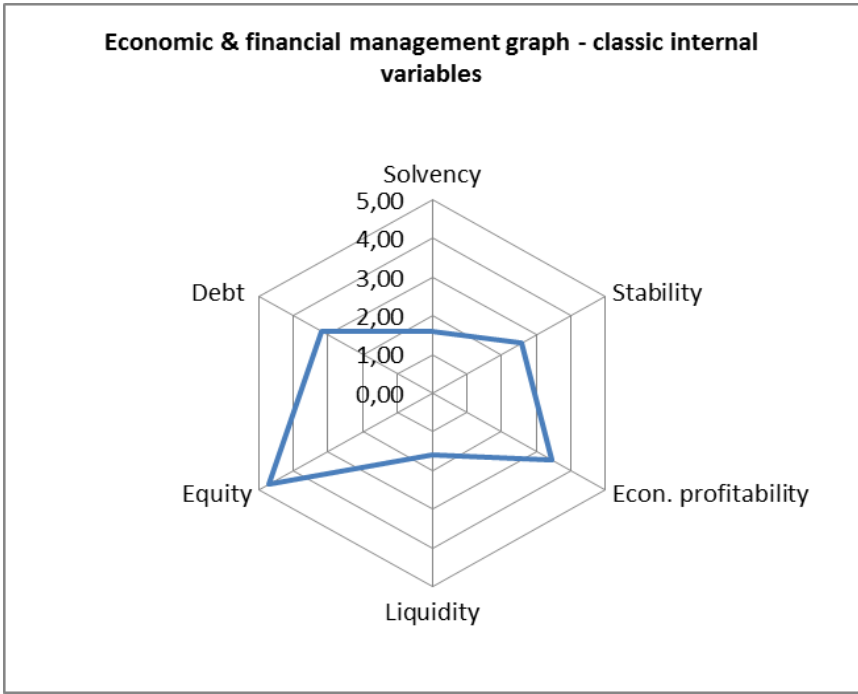 Economic & financial management graph - classic internal
variables
Solvency
5,00
4,00
3,00
2,00
1,00
0,00
Debt
Stability
Equity
Econ. profitability
Liquidity